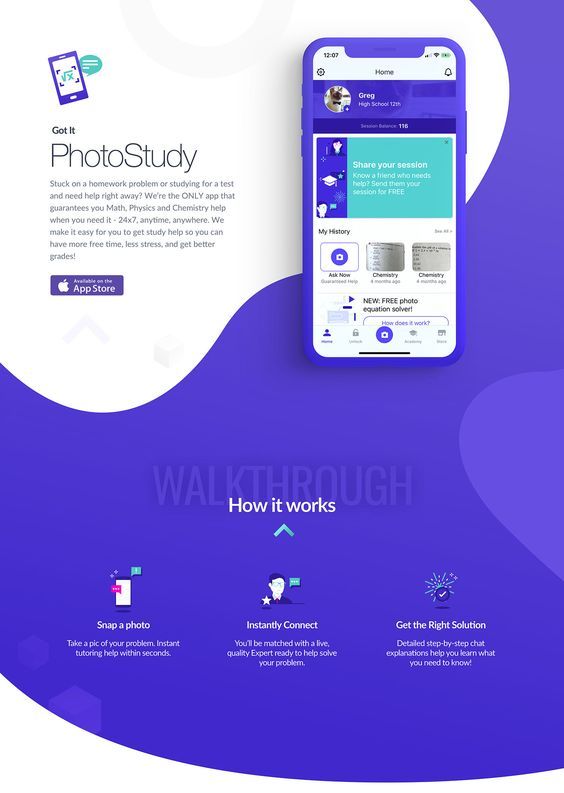 √x
Got It
PhotoStudy
Stuck on a homework problem or studying for a test
and need help right away? We're the ONLY app that
guarantees you Math, Physics and Chemistry help
when you need it - 24x7, anytime, anywhere. We
make it easy for you to get study help so you can
have more free time, less stress, and get better
grades!
Available on the
App Store
12:07
Home
Greg
High School 12th
Session Balance: 116
Share your session
Know a friend who needs
help? Send them your
session for FREE
My History
See All >
Ask Now
Guaranteed Help
Chemistry
4 months ago
Chemistry
4 months ago
NEW: FREE photo
equation solver!
How does it work?
Home
Unlock
Academy
Store
WALKTHROUGH
How it works
Snap a photo
Take a pic of your problem. Instant
tutoring help within seconds.
Instantly Connect
You'll be matched with a live,
quality Expert ready to help solve
your problem.
Get the Right Solution
Detailed step-by-step chat
explanations help you learn what
you need to know!